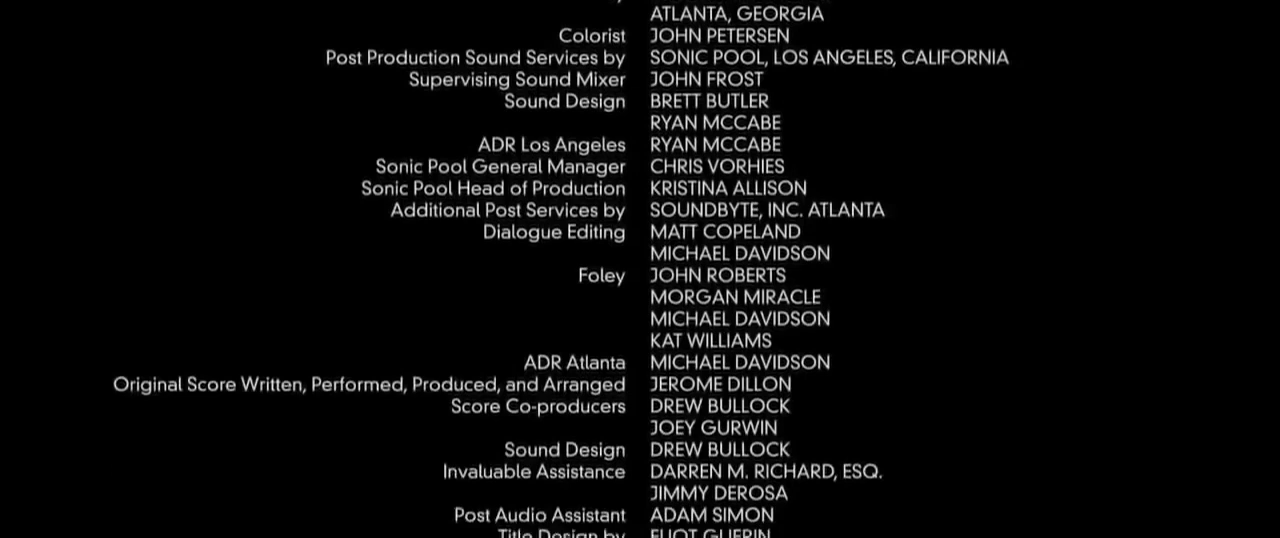 ATLANTA, GEORGIA
Colorist JOHN PETERSEN
Post Production Sound Services by SONIC POOL, LOS ANGELES, CALIFORNIA
Supervising Sound Mixer JOHN FROST
Sound Design BRETT BUTLER
RYAN MCCABE
ADR Los Angeles RYAN MCCABE
Sonic Pool General Manager CHRIS VORHIES
Sonic Pool Head of Production KRISTINA ALLISON
Additional Post Services by SOUNDBYTE, INC. ATLANTA
Dialogue Editing MATT COPELAND
MICHAEL DAVIDSON
Foley JOHN ROBERTS
MORGAN MIRACLE
MICHAEL DAVIDSON
KAT WILLIAMS
ADR Atlanta MICHAEL DAVIDSON
Original Score Written, Performed, Produced, and Arranged JEROME DILLON
Score Co-producers DREW BULLOCK
JOEY GURWIN
Sound Design DREW BULLOCK
Invaluable Assistance DARREN M. RICHARD, ESQ.
JIMMY DEROSA
Post Audio Assistant ADAM SIMON
Title Design by ELIOT GUERIN